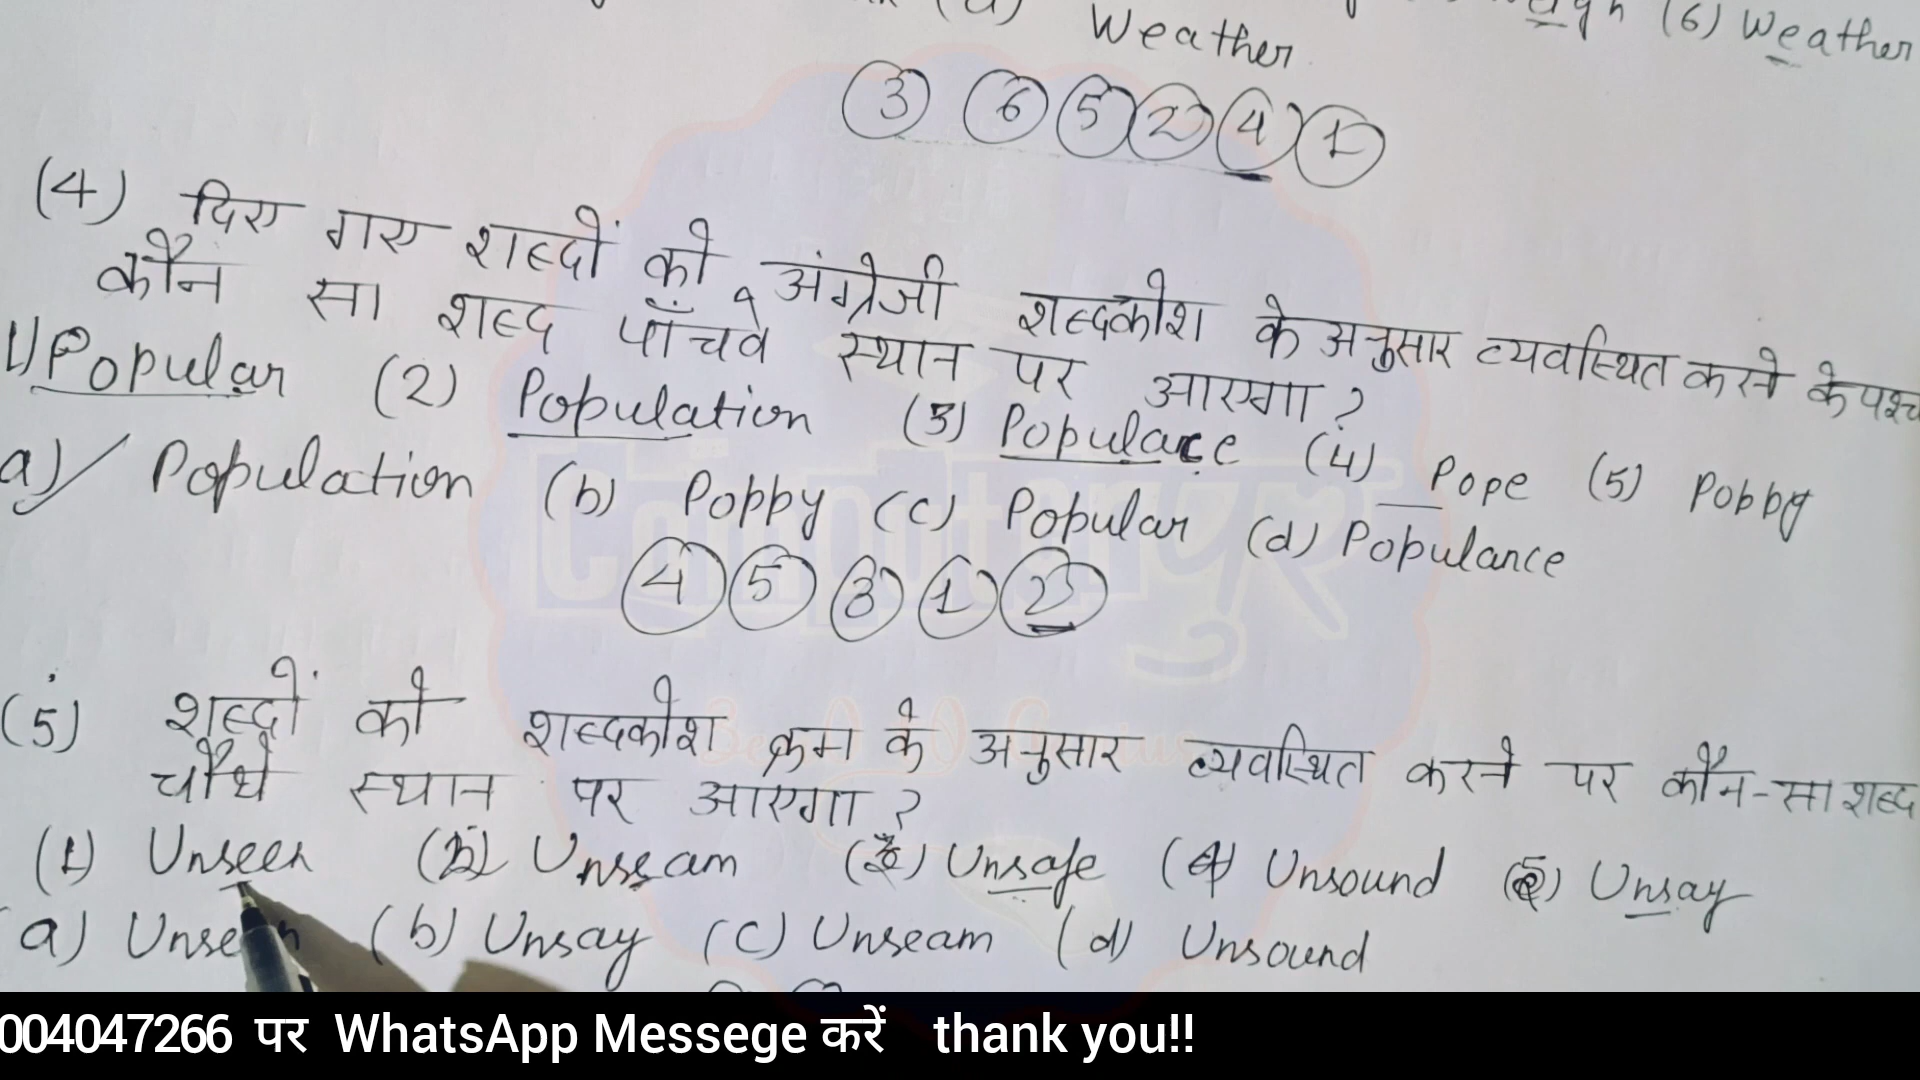 (a) Weather (6) Weather
3 6 5 2 4 1
(4) दिए गए शब्दों को अंग्रेजी शब्दकोश के अनुसार व्यवस्थित करने के पश्च
कौन सा शब्द पाँचवे स्थान पर आएगा ?
1) Popular (2) Population (3) Populace (4) Pope (5) Poppy
a) Population (b) Poppy (c) Popular (d) Populance
4 5 3 1 2
(5) शब्दों को शब्दकोश क्रम के अनुसार व्यवस्थित करने पर कौन-सा शब्द
चौथे स्थान पर आएगा ?
(1) Unseen (2) Unseam (3) Unsafe (4) Unsound (5) Unsay
a) Unseen (b) Unsay (c) Unseam (d) Unsound
004047266 पर WhatsApp Messege करें thank you!!